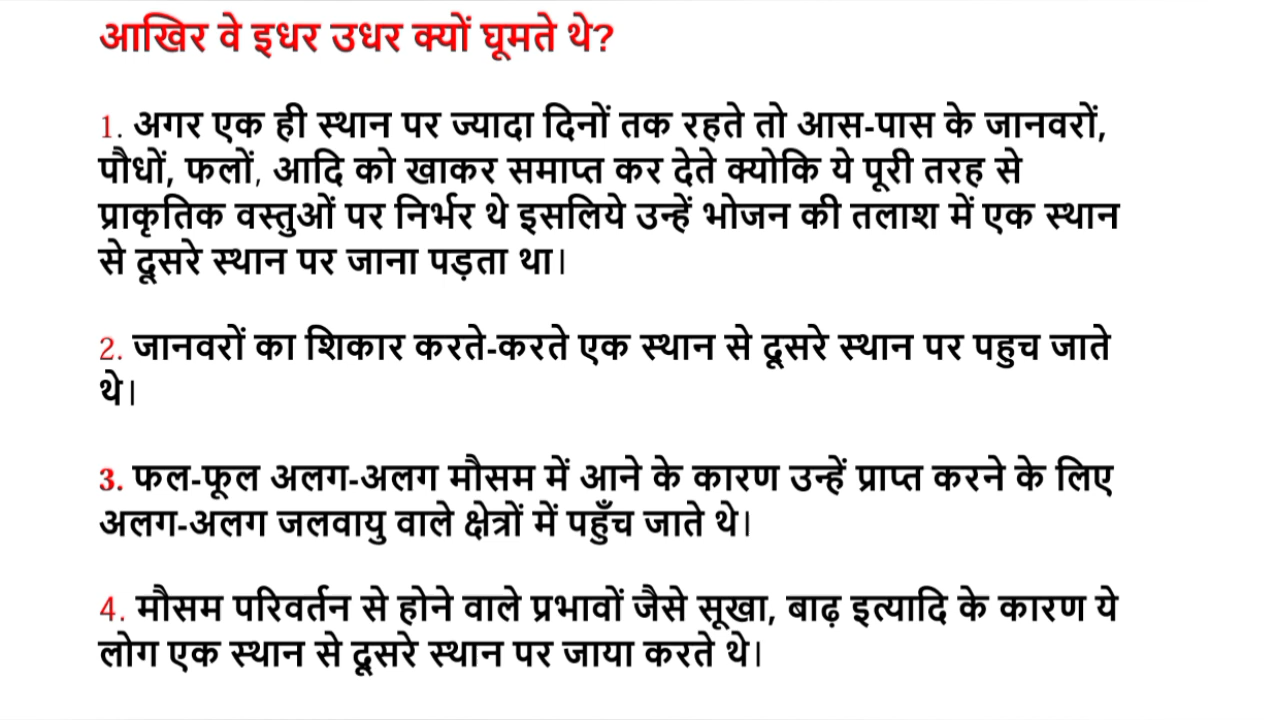 आखिर वे इधर उधर क्यों घूमते थे?
1. अगर एक ही स्थान पर ज्यादा दिनों तक रहते तो आस-पास के जानवरों,
पौधों, फलों, आदि को खाकर समाप्त कर देते क्योकि ये पूरी तरह से
प्राकृतिक वस्तुओं पर निर्भर थे इसलिये उन्हें भोजन की तलाश में एक स्थान
से दूसरे स्थान पर जाना पड़ता था।
2. जानवरों का शिकार करते-करते एक स्थान से दूसरे स्थान पर पहुच जाते
थे।
3. फल-फूल अलग-अलग मौसम में आने के कारण उन्हें प्राप्त करने के लिए
अलग-अलग जलवायु वाले क्षेत्रों में पहुँच जाते थे।
4. मौसम परिवर्तन से होने वाले प्रभावों जैसे सूखा, बाढ़ इत्यादि के कारण ये
लोग एक स्थान से दूसरे स्थान पर जाया करते थे।